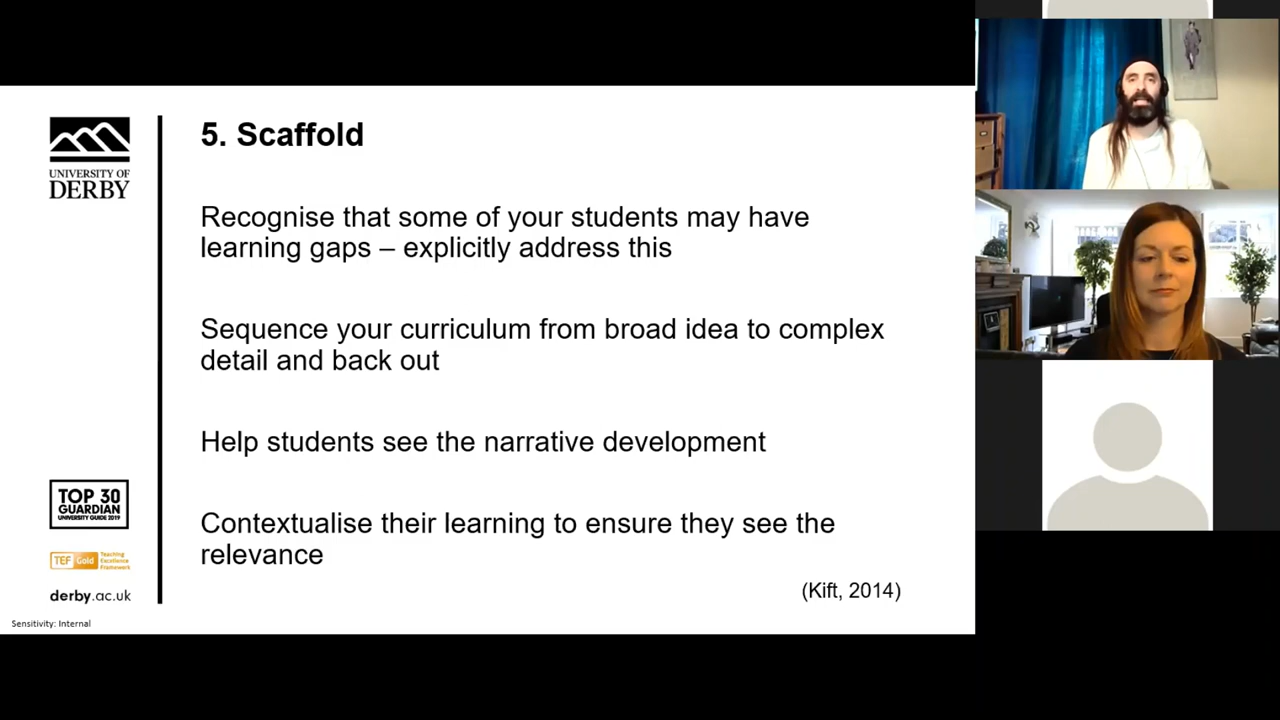 UNIVERSITY OF
DERBY
5. Scaffold
Recognise that some of your students may have
learning gaps – explicitly address this
Sequence your curriculum from broad idea to complex
detail and back out
Help students see the narrative development
Contextualise their learning to ensure they see the
relevance
(Kift, 2014)
TOP 30
GUARDIAN
UNIVERSITY GUIDE 2019
TEF Gold
Teaching
Excellence
Framework
derby.ac.uk
Sensitivity: Internal